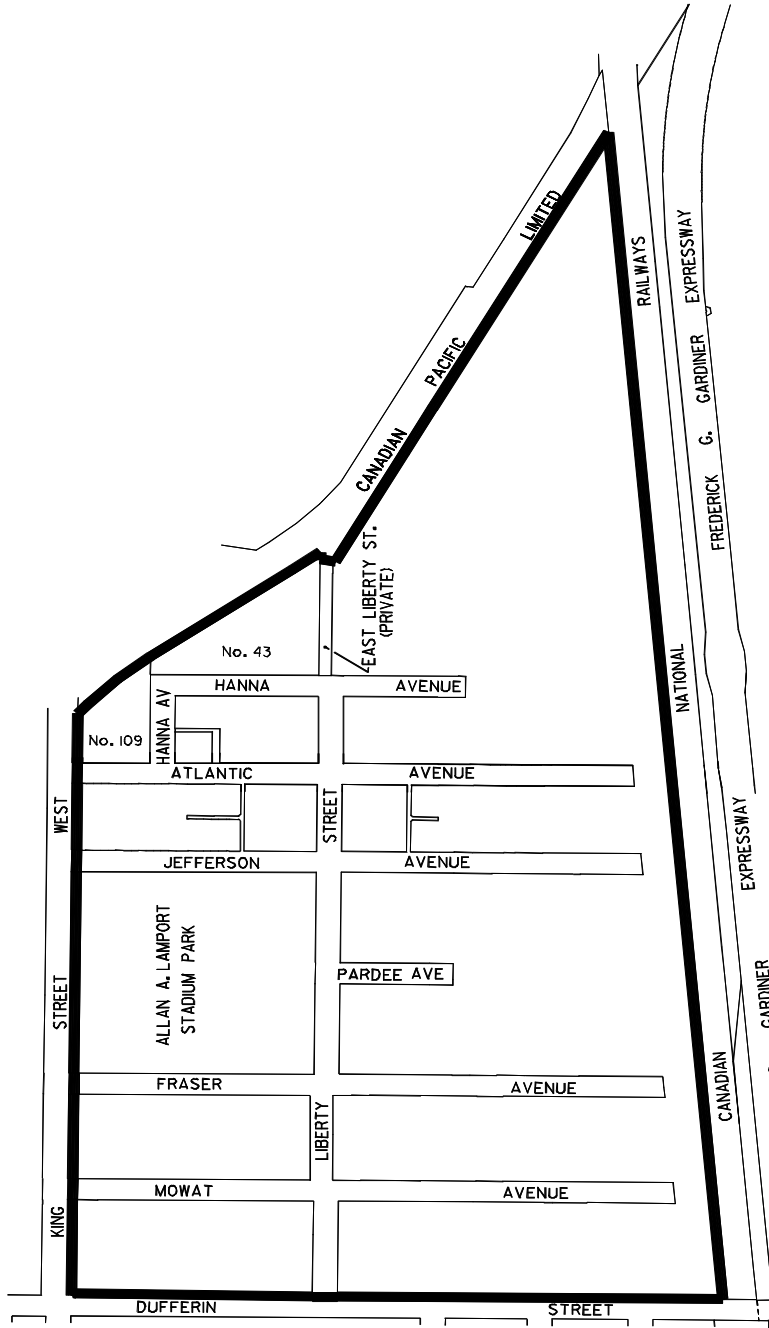 CANADIAN PACIFIC LIMITED
RAILWAYS
EXPRESSWAY
GARDINER
G.
FREDERICK
EAST LIBERTY ST.
(PRIVATE)
No. 43
HANNA AVENUE
NATIONAL
HANNA AV
No. 109
ATLANTIC AVENUE
WEST
STREET
JEFFERSON AVENUE
EXPRESSWAY
ALLAN A. LAMPORT
STADIUM PARK
PARDEE AVE
STREET
GARDINER
FRASER AVENUE
CANADIAN
LIBERTY
MOWAT AVENUE
KING
DUFFERIN STREET